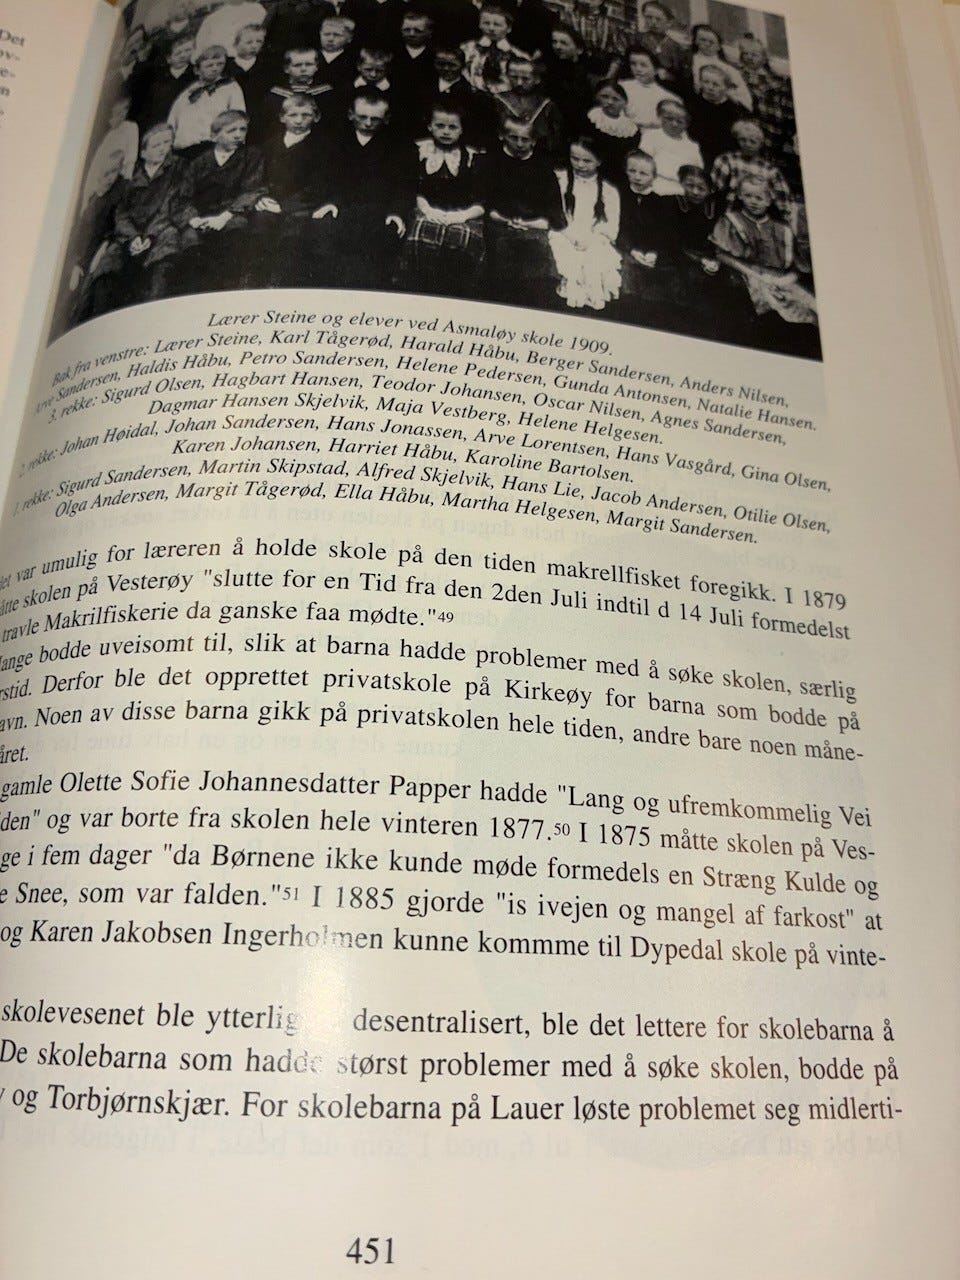 Det
ov-
e-
n
Lærer Steine og elever ved Asmaløy skole 1909.
Bak fra venstre: Lærer Steine, Karl Tågerød, Harald Håbu, Berger Sandersen, Anders Nilsen,
Arve Sandersen, Haldis Håbu, Petro Sandersen, Helene Pedersen, Gunda Antonsen, Natalie Hansen.
3. rekke: Sigurd Olsen, Hagbart Hansen, Teodor Johansen, Oscar Nilsen, Agnes Sandersen,
Dagmar Hansen Skjelvik, Maja Vestberg, Helene Helgesen.
2. rekke: Johan Høidal, Johan Sandersen, Hans Jonassen, Arve Lorentsen, Hans Vasgård, Gina Olsen,
Karen Johansen, Harriet Håbu, Karoline Bartolsen.
1. rekke: Sigurd Sandersen, Martin Skipstad, Alfred Skjelvik, Hans Lie, Jacob Andersen, Otilie Olsen,
Olga Andersen, Margit Tågerød, Ella Håbu, Martha Helgesen, Margit Sandersen.
et var umulig for læreren å holde skole på den tiden makrellfisket foregikk. I 1879
åtte skolen på Vesterøy "slutte for en Tid fra den 2den Juli indtil d 14 Juli formedelst
travle Makrilfiskerie da ganske faa mødte."49
ange bodde uveisomt til, slik at barna hadde problemer med å søke skolen, særlig
rstid. Derfor ble det opprettet privatskole på Kirkeøy for barna som bodde på
avn. Noen av disse barna gikk på privatskolen hele tiden, andre bare noen måne-
året.
gamle Olette Sofie Johannesdatter Papper hadde "Lang og ufremkommelig Vei
den" og var borte fra skolen hele vinteren 1877.50 I 1875 måtte skolen på Ves-
ge i fem dager "da Børnene ikke kunde møde formedels en Stræng Kulde og
e Snee, som var falden."51 I 1885 gjorde "is ivejen og mangel af farkost" at
og Karen Jakobsen Ingerholmen kunne kommme til Dypedal skole på vinte-
skolevesenet ble ytterlig desentralisert, ble det lettere for skolebarna å
De skolebarna som hadde størst problemer med å søke skolen, bodde på
og Torbjørnskjær. For skolebarna på Lauer løste problemet seg midlerti-
451